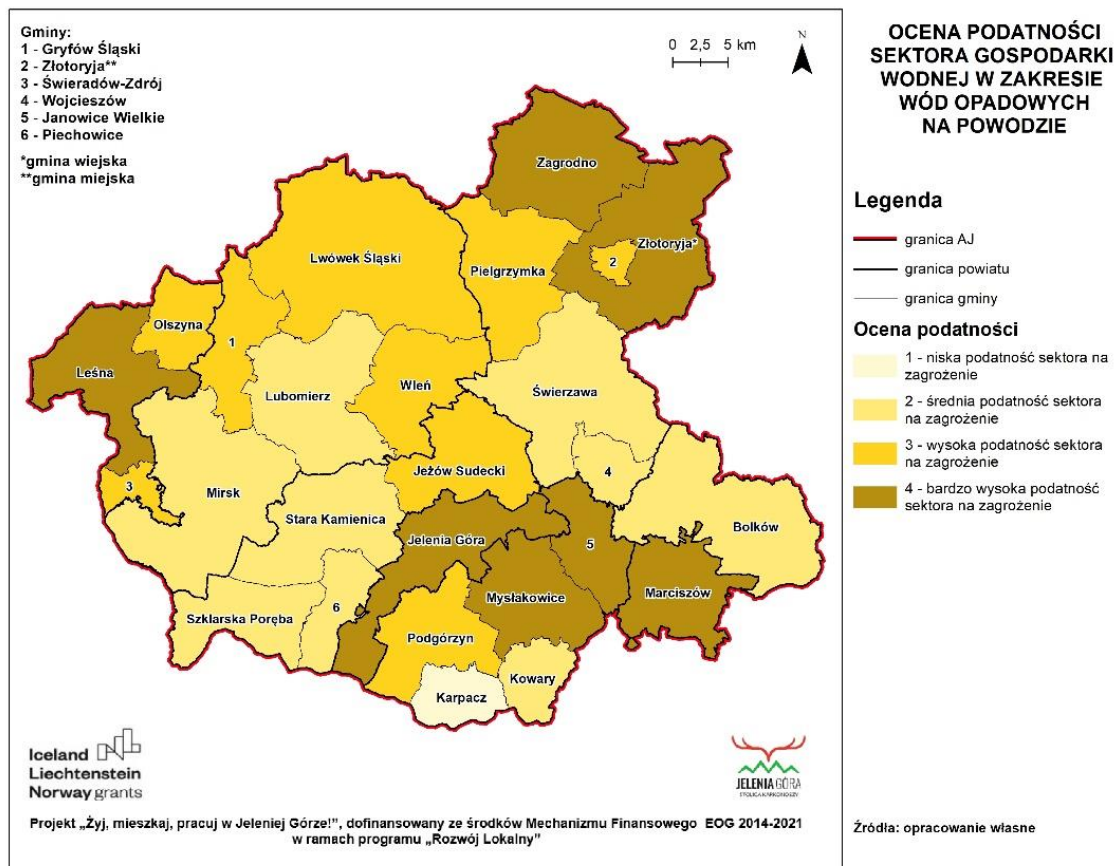 Gminy:
1 - Gryfów Śląski
2 - Złotoryja**
3 - Świeradów-Zdrój
4 - Wojcieszów
5 - Janowice Wielkie
6 - Piechowice
*gmina wiejska
**gmina miejska
0 2,5 5 km
N
Zagrodno
Złotoryja*
2
Pielgrzymka
Lwówek Śląski
Olszyna
1
Leśna
Lubomierz
Wleń
Świerzawa
Jeżów Sudecki
4
3
Mirsk
Stara Kamienica
Bolków
Jelenia Góra
5
Mysłakowice
Marciszów
6
Szklarska Poręba
Podgórzyn
Kowary
Karpacz
Iceland
Liechtenstein
Norway grants
JELENIA GÓRA
STOLICA KARKONOSZY
Projekt „Żyj, mieszkaj, pracuj w Jeleniej Górze!”, dofinansowany ze środków Mechanizmu Finansowego EOG 2014-2021
w ramach programu „Rozwój Lokalny”
OCENA PODATNOŚCI
SEKTORA GOSPODARKI
WODNEJ W ZAKRESIE
WÓD OPADOWYCH
NA POWODZIE
Legenda
granica AJ
granica powiatu
granica gminy
Ocena podatności
1 - niska podatność sektora na
zagrożenie
2 - średnia podatność sektora
na zagrożenie
3 - wysoka podatność sektora
na zagrożenie
4 - bardzo wysoka podatność
sektora na zagrożenie
Źródła: opracowanie własne